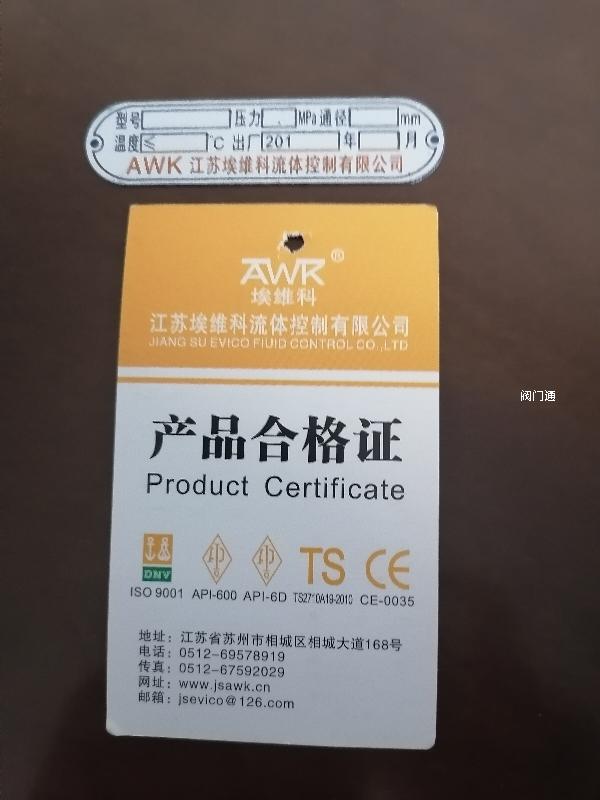 型号 压力 . MPa 通径 mm
温度 ≤ ℃ 出厂 201 年 月
AWK 江苏埃维科流体控制有限公司
AWK®
埃维科
江苏埃维科流体控制有限公司
JIANG SU EVICO FIUID CONTROL CO.,LTD
阀门通
产品合格证
Product Certificate
DNV TS CE
ISO 9001 API-600 API-6D TS2710A19-2010 CE-0035
地址：江苏省苏州市相城区相城大道168号
电话：0512-69578919
传真：0512-67592029
网址：www.jsawk.cn
邮箱：jsevico@126.com